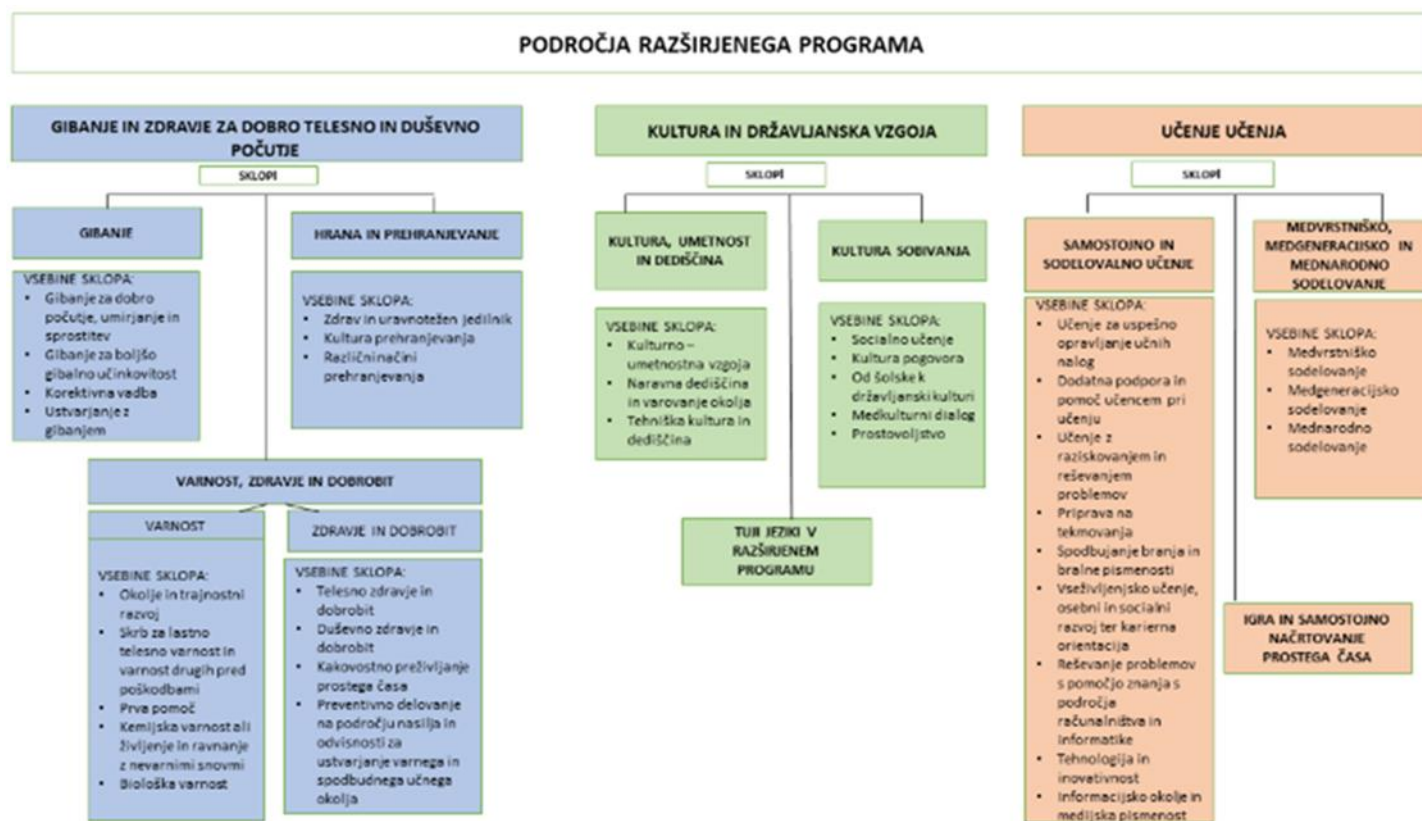 PODROČJA RAZŠIRJENEGA PROGRAMA
GIBANJE IN ZDRAVJE ZA DOBRO TELESNO IN DUŠEVNO
POČUTJE
SKLOPI
GIBANJE
VSEBINE SKLOPA:
▪ Gibanje za dobro
počutje, umirjanje in
sprostitev
▪ Gibanje za boljšo
gibalno učinkovitost
▪ Korektivna vadba
▪ Ustvarjanje z
gibanjem
HRANA IN PREHRANJEVANJE
VSEBINE SKLOPA:
▪ Zdrav in uravnotežen jedilnik
▪ Kultura prehranjevanja
▪ Različni načini
prehranjevanja
VARNOST, ZDRAVJE IN DOBROBIT
VARNOST
VSEBINE SKLOPA:
▪ Okolje in trajnostni
razvoj
▪ Skrb za lastno
telesno varnost in
varnost drugih pred
poškodbami
▪ Prva pomoč
▪ Kemijska varnost ali
življenje in ravnanje
z nevarnimi snovmi
▪ Biološka varnost
ZDRAVJE IN DOBROBIT
VSEBINE SKLOPA:
▪ Telesno zdravje in
dobrobit
▪ Duševno zdravje in
dobrobit
▪ Kakovostno preživljanje
prostega časa
▪ Preventivno delovanje
na področju nasilja in
odvisnosti za
ustvarjanje varnega in
spodbudnega učnega
okolja
KULTURA IN DRŽAVLJANSKA VZGOJA
SKLOPI
KULTURA, UMETNOST
IN DEDIŠČINA
VSEBINE SKLOPA:
▪ Kulturno –
umetnostna vzgoja
▪ Naravna dediščina
in varovanje okolja
▪ Tehniška kultura in
dediščina
KULTURA SOBIVANJA
VSEBINE SKLOPA:
▪ Socialno učenje
▪ Kultura pogovora
▪ Od šolske k
državljanski kulturi
▪ Medkulturni dialog
▪ Prostovoljstvo
TUJI JEZIKI V
RAZŠIRJENEM
PROGRAMU
UČENJE UČENJA
SKLOPI
SAMOSTOJNO IN
SODELOVALNO UČENJE
VSEBINE SKLOPA:
▪ Učenje za uspešno
opravljanje učnih
nalog
▪ Dodatna podpora in
pomoč učencem pri
učenju
▪ Učenje z
raziskovanjem in
reševanjem
problemov
▪ Priprava na
tekmovanja
▪ Spodbujanje branja in
bralne pismenosti
▪ Vseživljenjsko učenje,
osebni in socialni
razvoj ter karierna
orientacija
▪ Reševanje problemov
s pomočjo znanja s
področja
računalništva in
Informatike
▪ Tehnologija in
inovativnost
▪ Informacijsko okolje in
medijska pismenost
MEDVRSTNIŠKO,
MEDGENERACIJSKO IN
MEDNARODNO
SODELOVANJE
VSEBINE SKLOPA:
▪ Medvrstniško
sodelovanje
▪ Medgeneracijsko
sodelovanje
▪ Mednarodno
sodelovanje
IGRA IN SAMOSTOJNO
NAČRTOVANJE
PROSTEGA ČASA